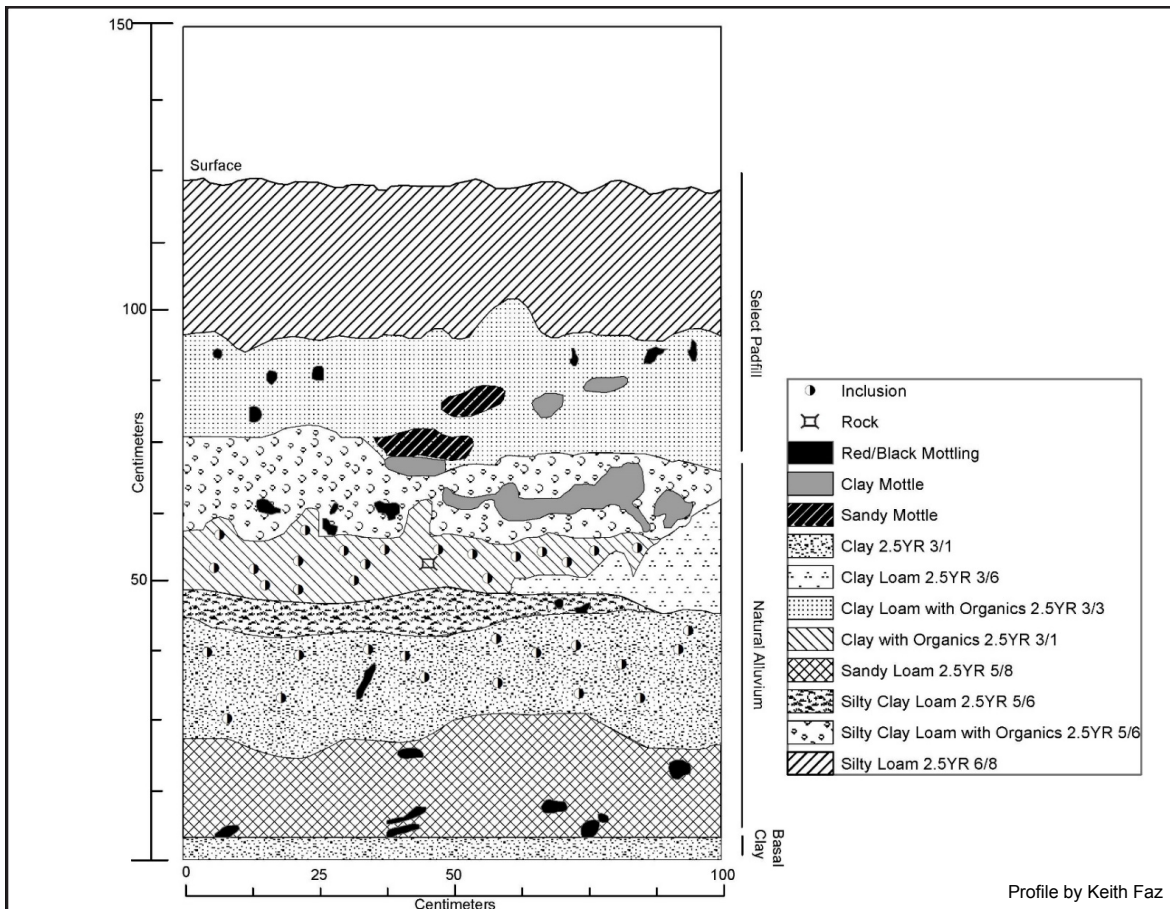 150
Surface
100
Centimeters
50
Select Padfill
Natural Alluvium
Basal
Clay
0 25 50 75 100
Centimeters
Inclusion
Rock
Red/Black Mottling
Clay Mottle
Sandy Mottle
Clay 2.5YR 3/1
Clay Loam 2.5YR 3/6
Clay Loam with Organics 2.5YR 3/3
Clay with Organics 2.5YR 3/1
Sandy Loam 2.5YR 5/8
Silty Clay Loam 2.5YR 5/6
Silty Clay Loam with Organics 2.5YR 5/6
Silty Loam 2.5YR 6/8
Profile by Keith Faz